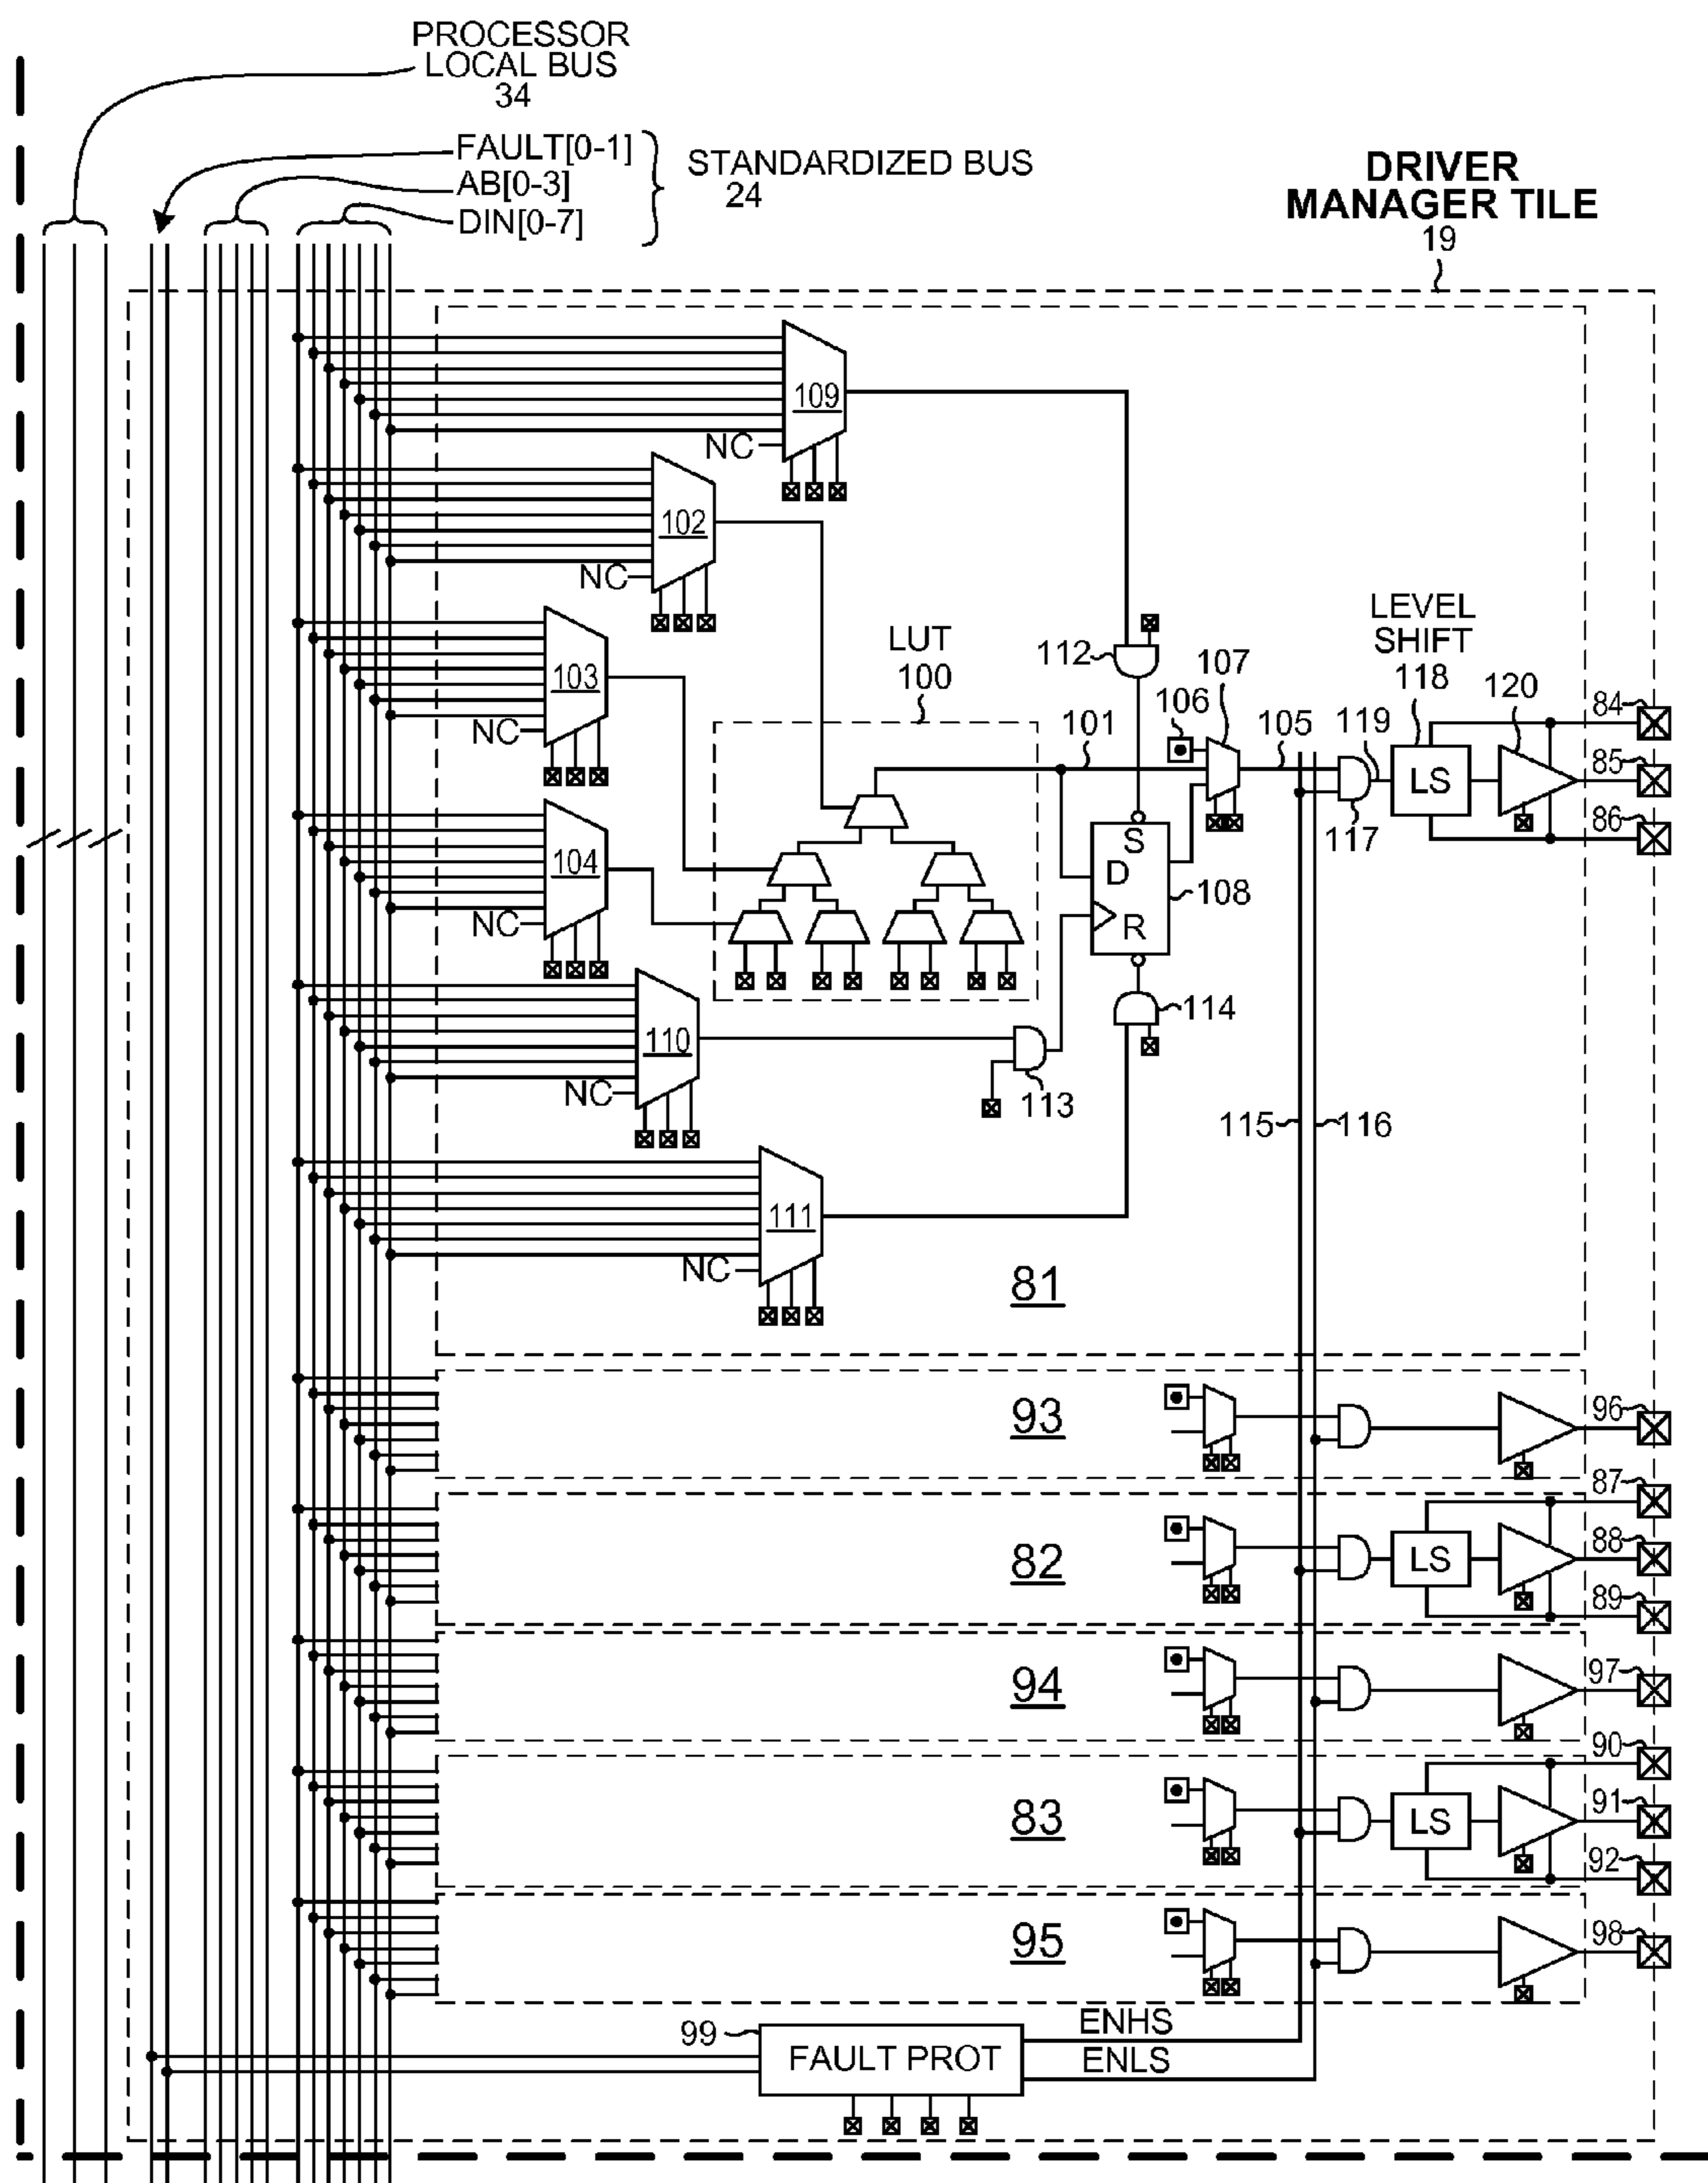 PROCESSOR
LOCAL BUS
34
FAULT[0-1]
AB[0-3]
DIN[0-7]
STANDARDIZED BUS
24
DRIVER
MANAGER TILE
19
109
NC
102
NC
103
NC
LUT
100
112
106
107
101
105
LEVEL
SHIFT
118
119
120
84
85
86
LS
117
104
NC
S
D
R
108
114
110
NC
113
115
116
111
NC
81
93
96
82
LS
87
88
89
94
97
83
LS
90
91
92
95
98
99
FAULT PROT
ENHS
ENLS